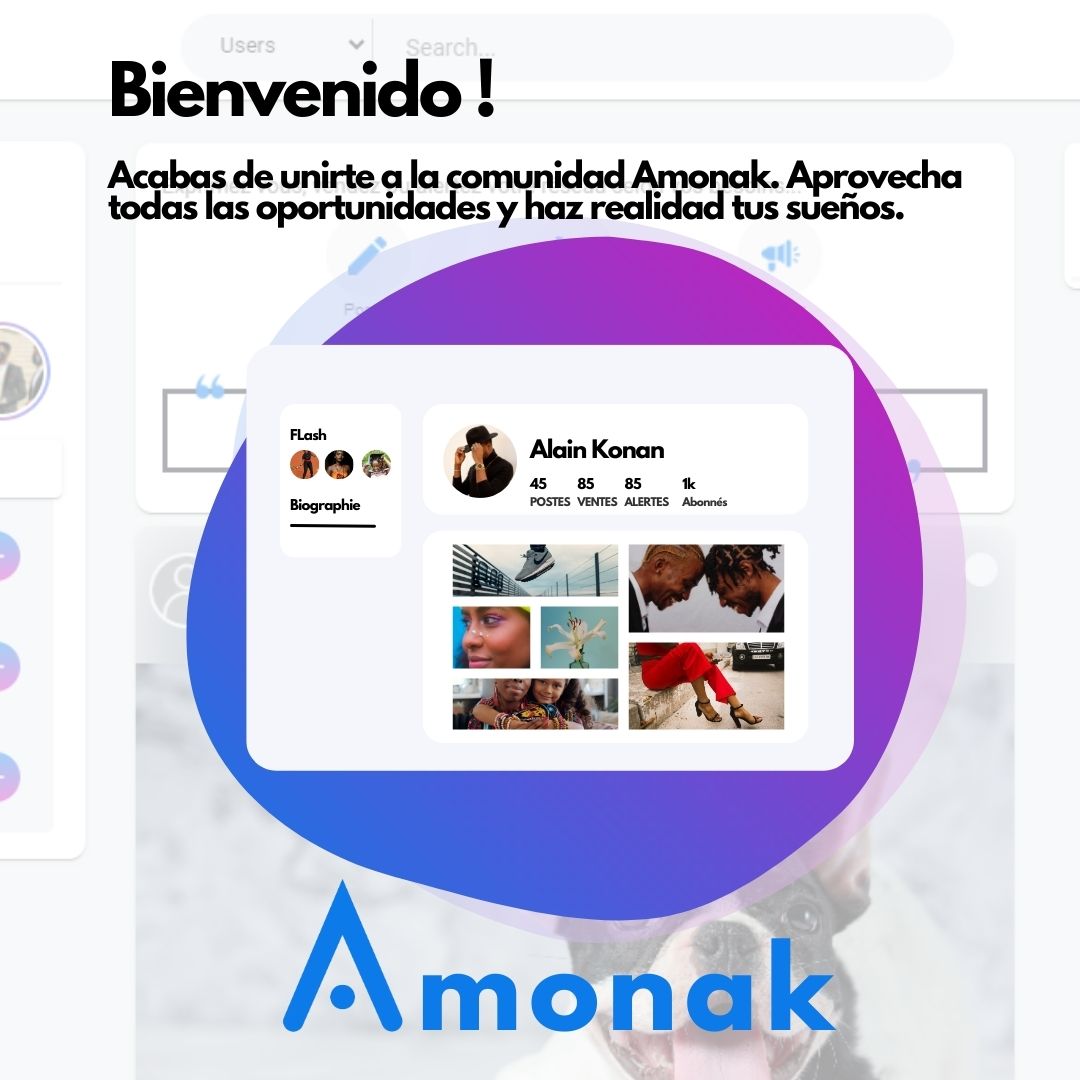 Users
Search...
Bienvenido !
Acabas de unirte a la comunidad Amonak. Aprovecha
todas las oportunidades y haz realidad tus sueños.
FLash
Biographie
Alain Konan
45 85 85 1k
POSTES VENTES ALERTES Abonnés
Amonak